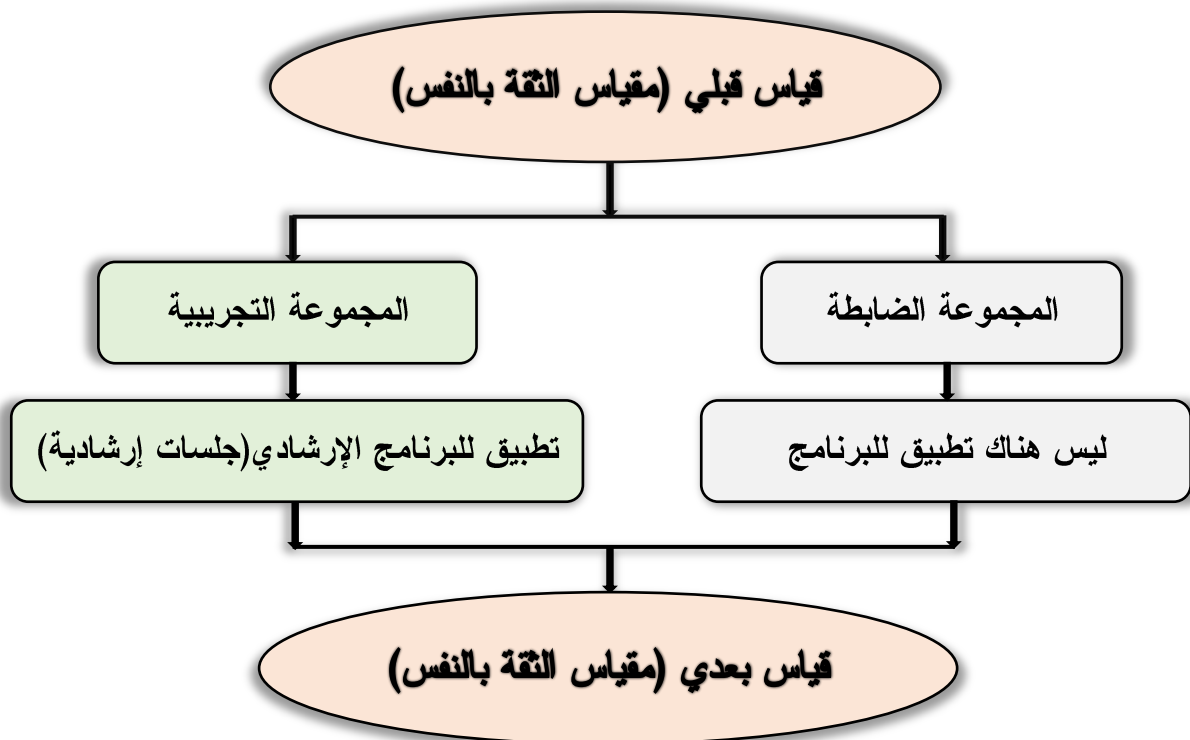 قياس قبلي (مقياس الثقة بالنفس)
المجموعة الضابطة
المجموعة التجريبية
ليس هناك تطبيق للبرنامج
تطبيق للبرنامج الإرشادي(جلسات إرشادية)
قياس بعدي (مقياس الثقة بالنفس)